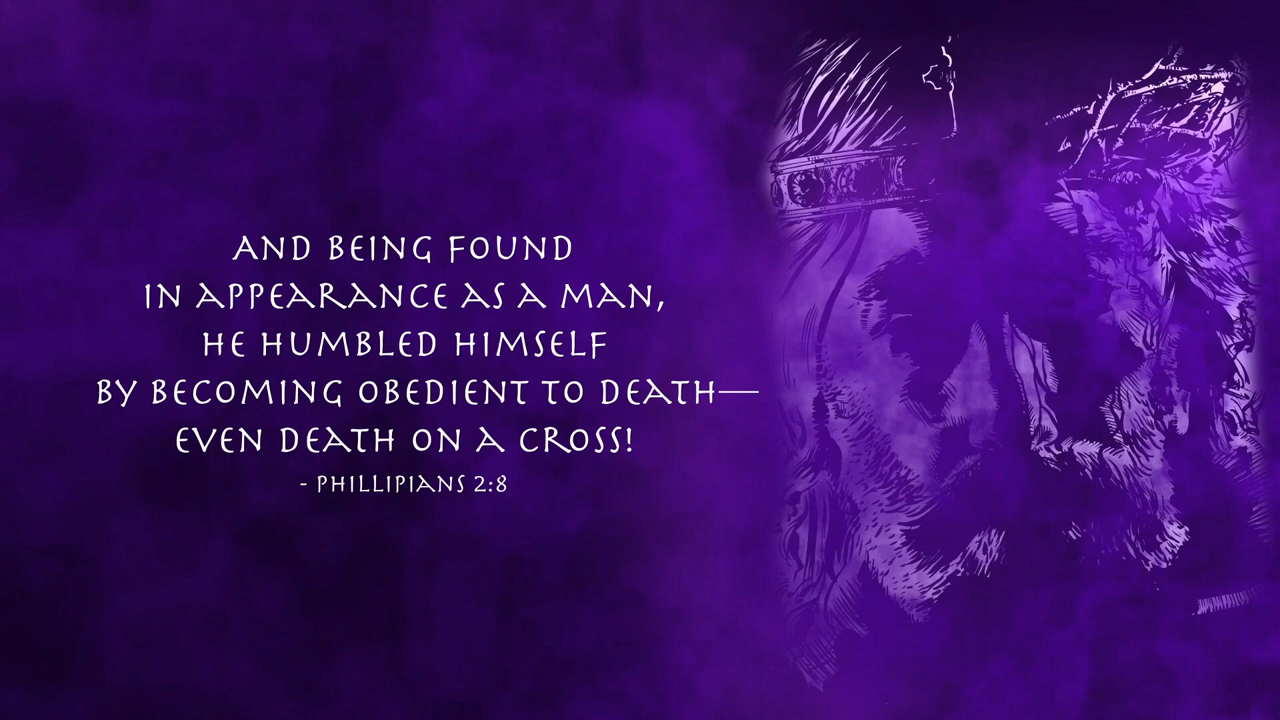 And being found
in appearance as a man,
he humbled himself
by becoming obedient to death—
even death on a cross!
- Phillipians 2:8